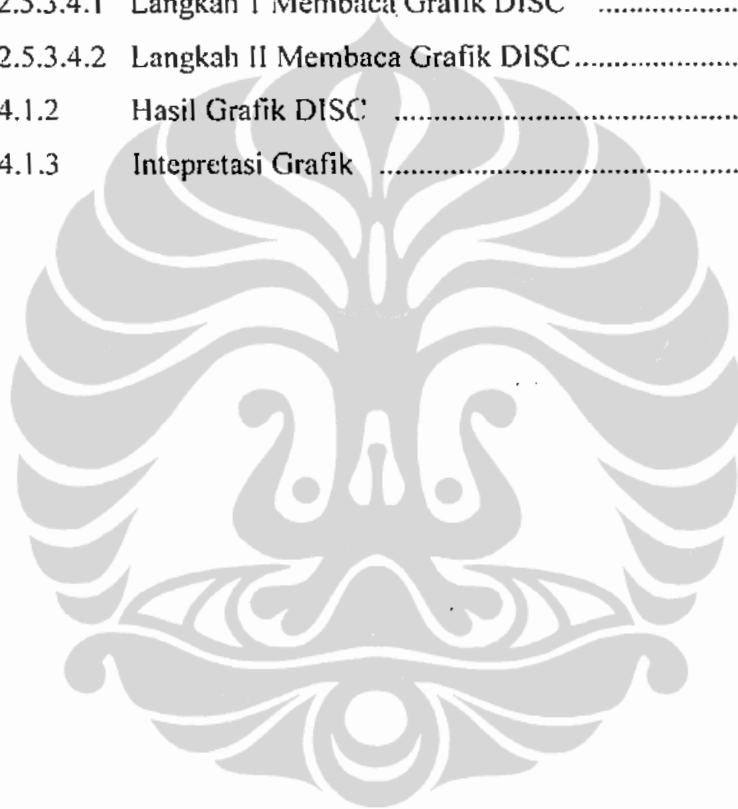 2.5.3.4.1 Langkah I Membaca Grafik DISC ..................
2.5.3.4.2 Langkah II Membaca Grafik DISC..........................
4.1.2 Hasil Grafik DISC ......................................................
4.1.3 Intepretasi Grafik ........................................................